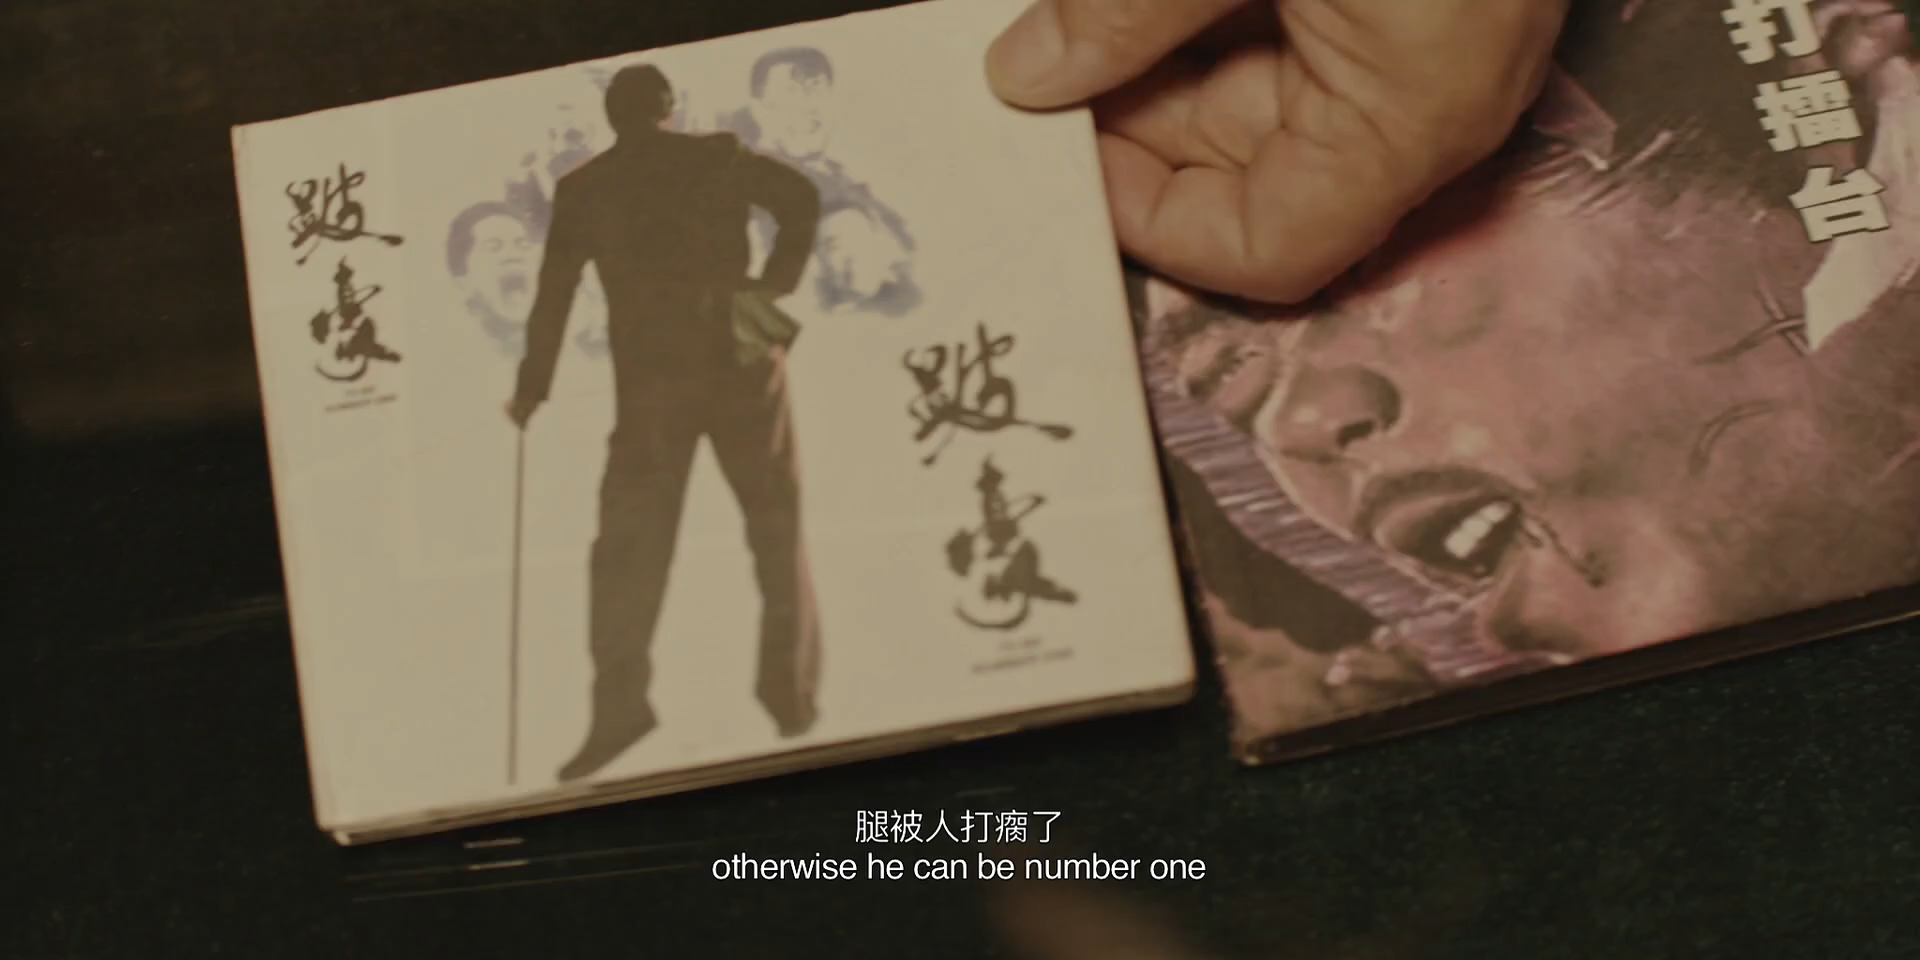 跛豪
跛豪
打擂台
腿被人打瘸了
otherwise he can be number one